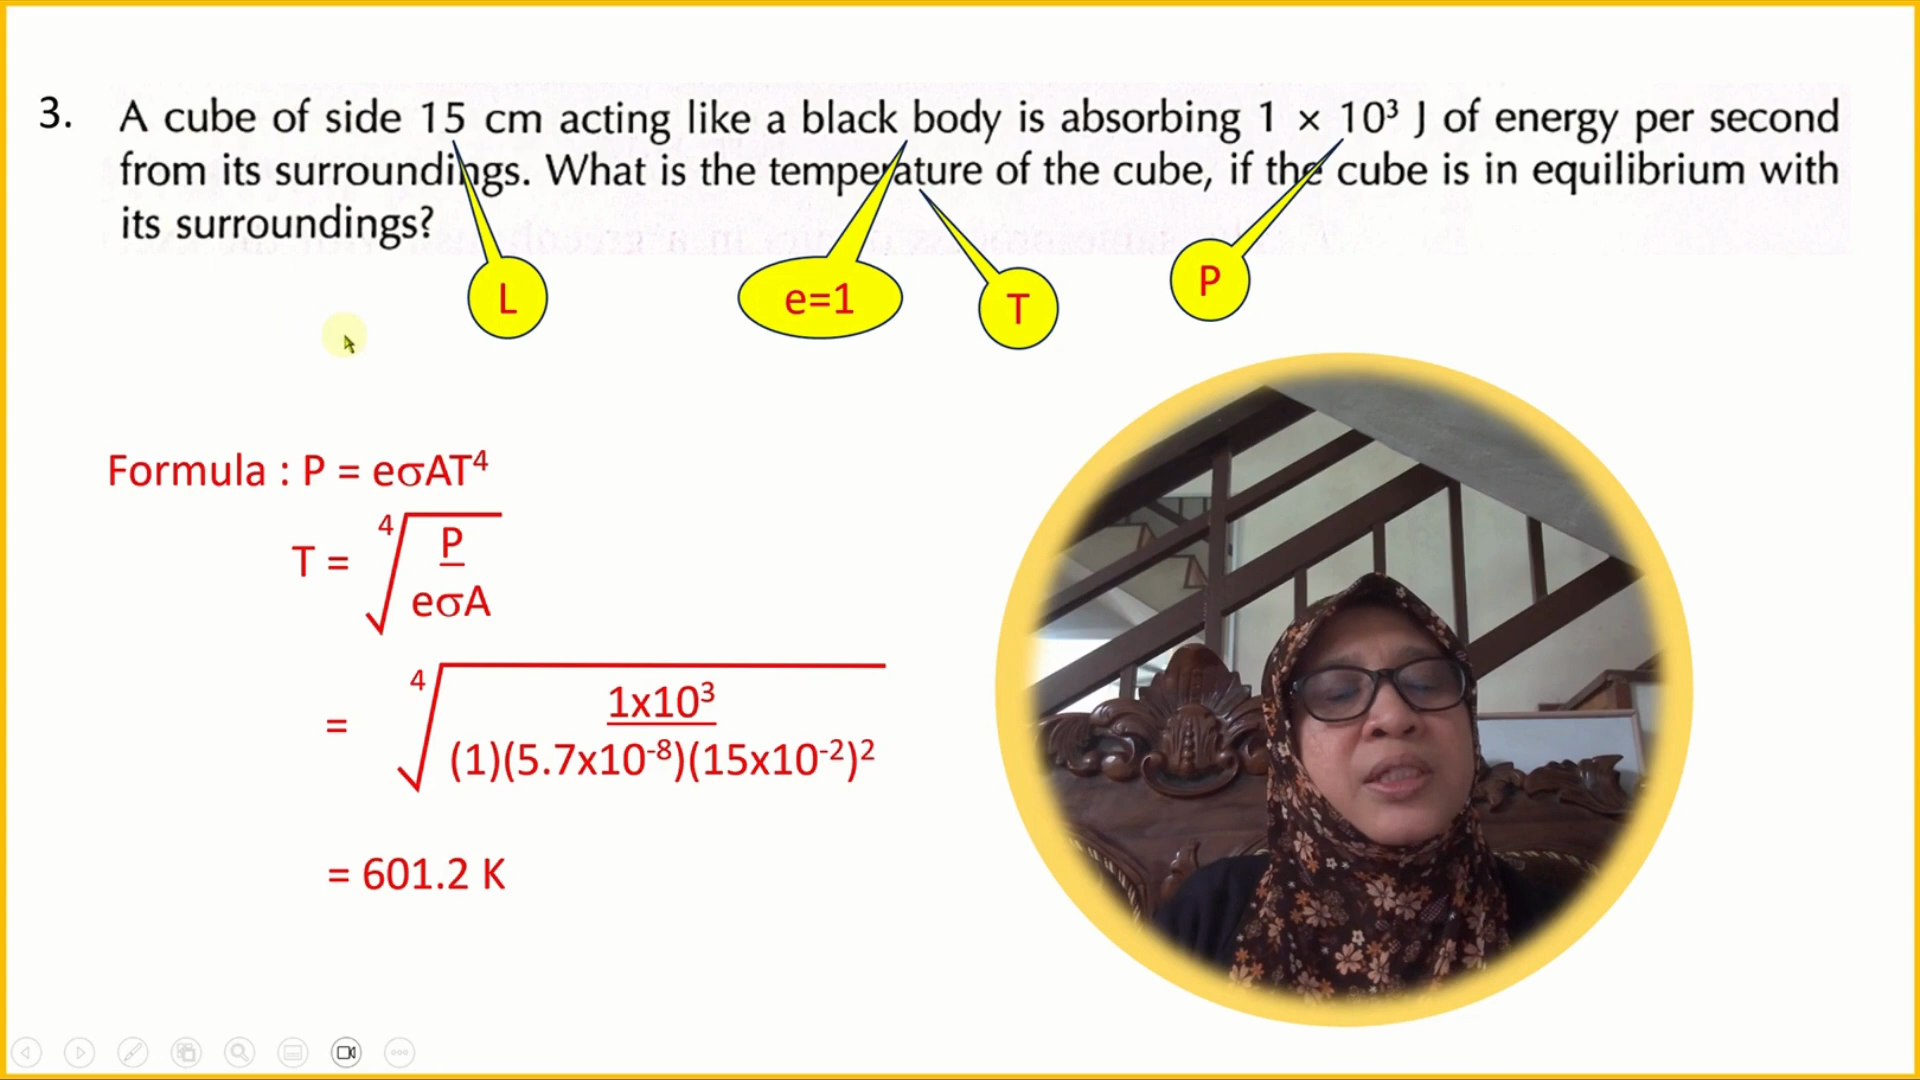 3. A cube of side 15 cm acting like a black body is absorbing 1 × 10³ J of energy per second
from its surroundings. What is the temperature of the cube, if the cube is in equilibrium with
its surroundings?
L
e=1
T
P
Formula : P = eσAT⁴
T = ⁴√
P
eσA
= ⁴√
1x10³
(1)(5.7x10⁻⁸)(15x10⁻²)²
= 601.2 K